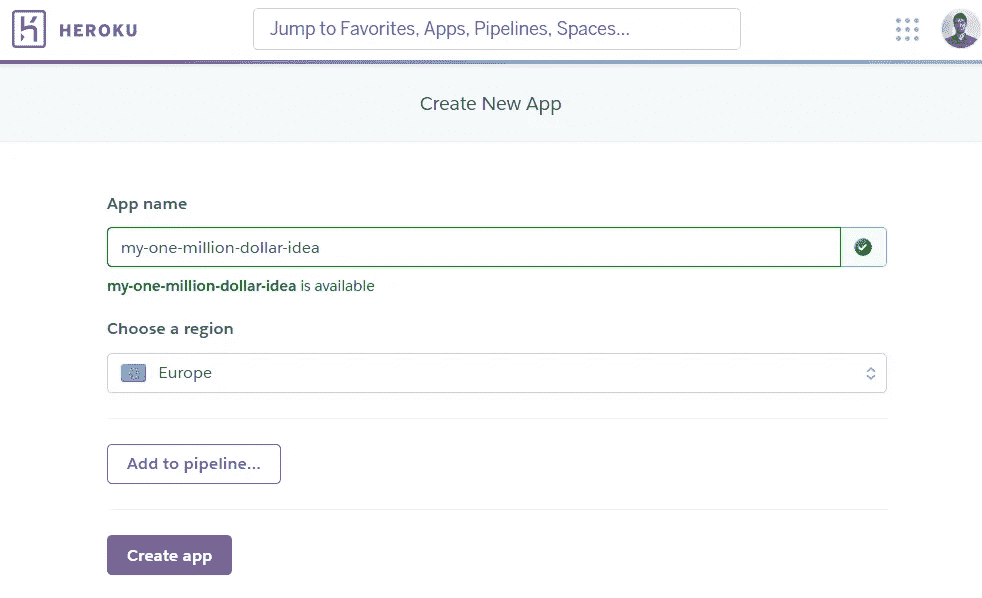 HEROKU
Jump to Favorites, Apps, Pipelines, Spaces...
Create New App
App name
my-one-million-dollar-idea
my-one-million-dollar-idea is available
Choose a region
Europe
Add to pipeline...
Create app